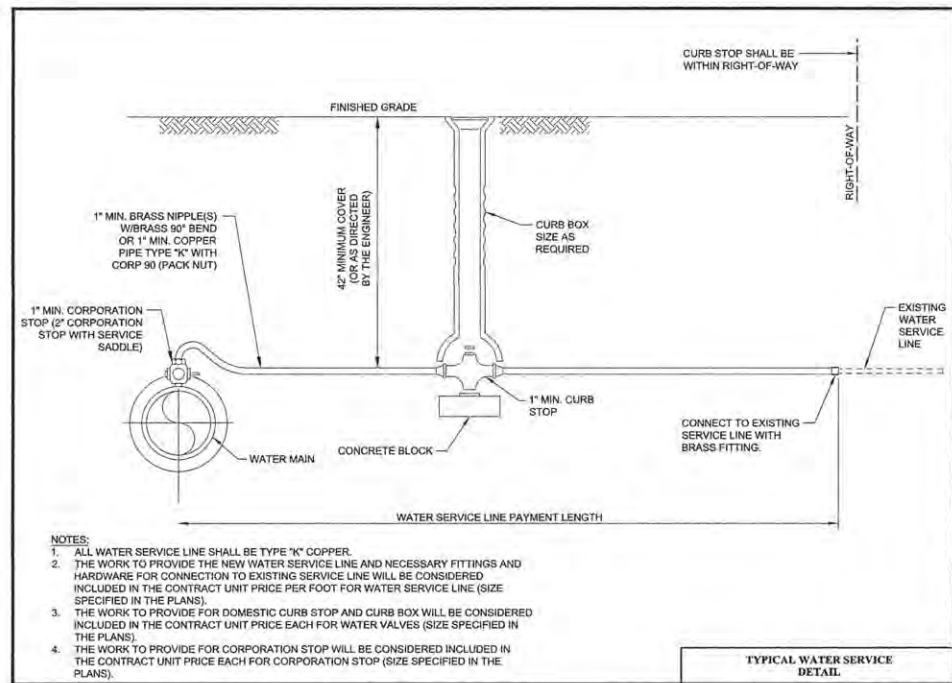 CURB STOP SHALL BE
WITHIN RIGHT-OF-WAY
FINISHED GRADE
RIGHT-OF-WAY
42" MINIMUM COVER
(OR AS DIRECTED
BY THE ENGINEER)
1" MIN. BRASS NIPPLE(S)
W/BRASS 90° BEND
OR 1" MIN. COPPER
PIPE TYPE "K" WITH
CORP 90 (PACK NUT)
CURB BOX
SIZE AS
REQUIRED
1" MIN. CORPORATION
STOP (2" CORPORATION
STOP WITH SERVICE
SADDLE)
EXISTING
WATER
SERVICE
LINE
1" MIN. CURB
STOP
CONNECT TO EXISTING
SERVICE LINE WITH
BRASS FITTING.
CONCRETE BLOCK
WATER MAIN
WATER SERVICE LINE PAYMENT LENGTH
NOTES:
1. ALL WATER SERVICE LINE SHALL BE TYPE "K" COPPER.
2. THE WORK TO PROVIDE THE NEW WATER SERVICE LINE AND NECESSARY FITTINGS AND
HARDWARE FOR CONNECTION TO EXISTING SERVICE LINE WILL BE CONSIDERED
INCLUDED IN THE CONTRACT UNIT PRICE PER FOOT FOR WATER SERVICE LINE (SIZE
SPECIFIED IN THE PLANS).
3. THE WORK TO PROVIDE FOR DOMESTIC CURB STOP AND CURB BOX WILL BE CONSIDERED
INCLUDED IN THE CONTRACT UNIT PRICE EACH FOR WATER VALVES (SIZE SPECIFIED IN
THE PLANS).
4. THE WORK TO PROVIDE FOR CORPORATION STOP WILL BE CONSIDERED INCLUDED IN
THE CONTRACT UNIT PRICE EACH FOR CORPORATION STOP (SIZE SPECIFIED IN THE
PLANS).
TYPICAL WATER SERVICE
DETAIL